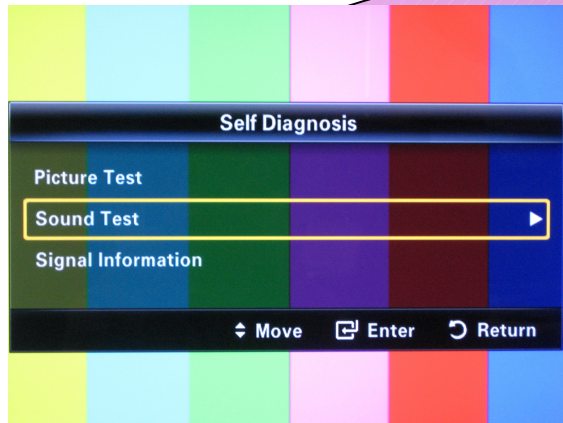 Self Diagnosis
Picture Test
Sound Test
Signal Information
Move Enter Return